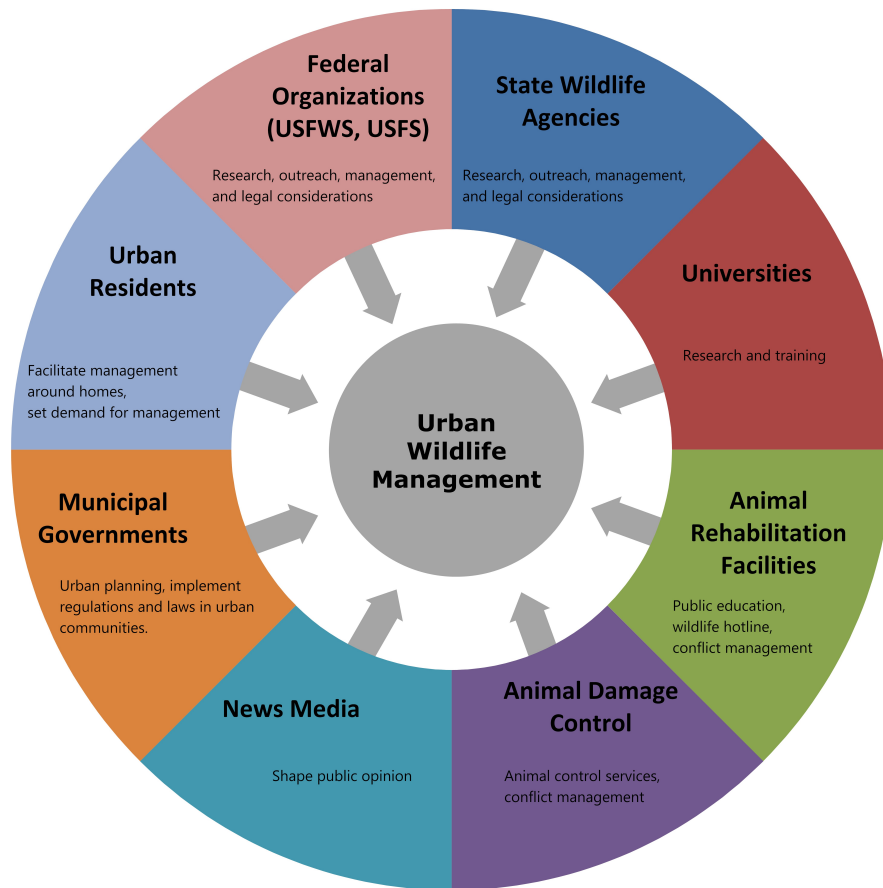 Federal
Organizations
(USFWS, USFS)
Research, outreach, management,
and legal considerations
State Wildlife
Agencies
Research, outreach, management,
and legal considerations
Universities
Research and training
Animal
Rehabilitation
Facilities
Public education,
wildlife hotline,
conflict management
Animal Damage
Control
Animal control services,
conflict management
News Media
Shape public opinion
Municipal
Governments
Urban planning, implement
regulations and laws in urban
communities.
Urban
Residents
Facilitate management
around homes,
set demand for management
Urban
Wildlife
Management